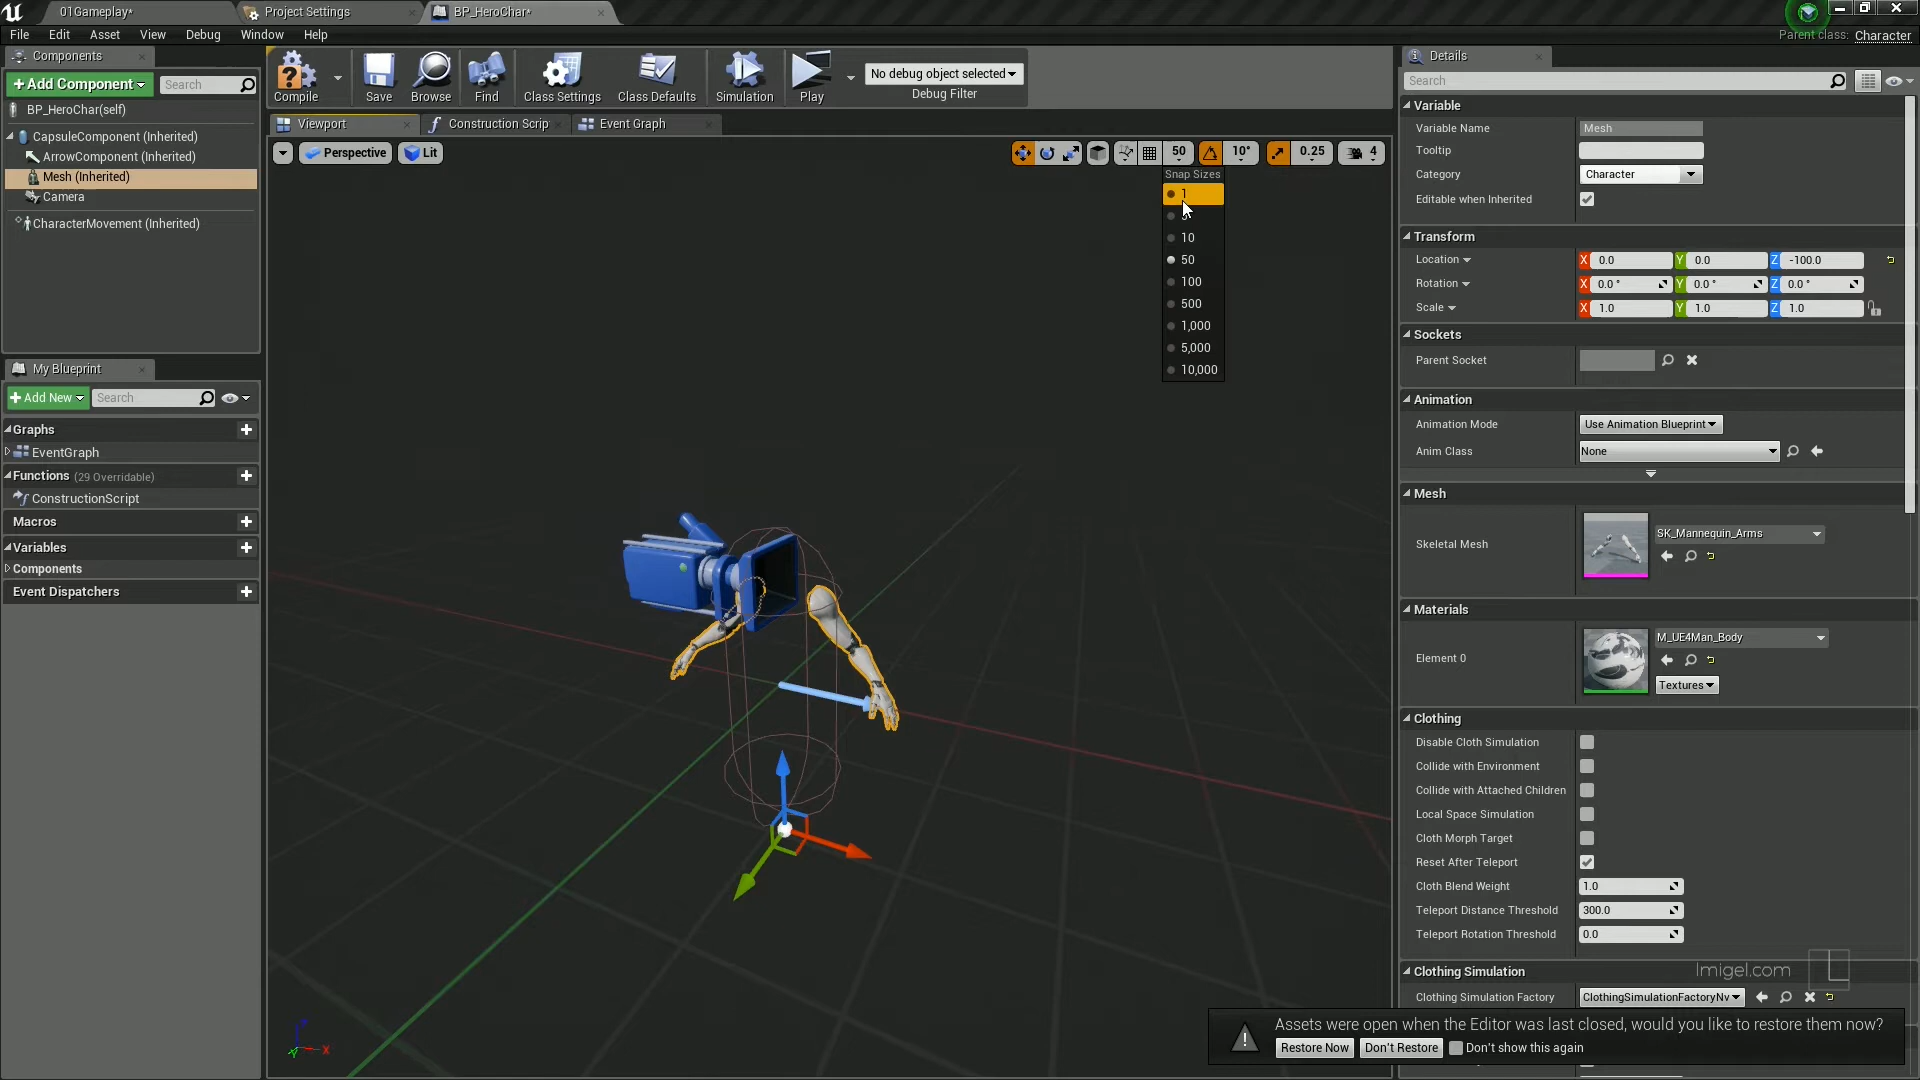 01Gameplay*
Project Settings
BP_HeroChar*
File Edit Asset View Debug Window Help
Parent class: Character
Components
+Add Component
Search
BP_HeroChar(self)
CapsuleComponent (Inherited)
ArrowComponent (Inherited)
Mesh (Inherited)
Camera
CharacterMovement (Inherited)
My Blueprint
+Add New
Search
Graphs
EventGraph
Functions (29 Overridable)
ConstructionScript
Macros
Variables
Components
Event Dispatchers
Compile
Save
Browse
Find
Class Settings
Class Defaults
Simulation
Play
No debug object selected
Debug Filter
Viewport
Construction Scrip
Event Graph
Perspective
Lit
50
10°
0.25
4
Snap Sizes
1
10
50
100
500
1,000
5,000
10,000
X
Details
Search
Variable
Variable Name Mesh
Tooltip
Category Character
Editable when Inherited
Transform
Location X 0.0 Y 0.0 Z -100.0
Rotation X 0.0 ° Y 0.0 ° Z 0.0 °
Scale X 1.0 Y 1.0 Z 1.0
Sockets
Parent Socket
Animation
Animation Mode Use Animation Blueprint
Anim Class None
Mesh
Skeletal Mesh SK_Mannequin_Arms
Materials
Element 0 M_UE4Man_Body
Textures
Clothing
Disable Cloth Simulation
Collide with Environment
Collide with Attached Children
Local Space Simulation
Cloth Morph Target
Reset After Teleport
Cloth Blend Weight 1.0
Teleport Distance Threshold 300.0
Teleport Rotation Threshold 0.0
Clothing Simulation
Imigel.com
Clothing Simulation Factory ClothingSimulationFactoryNv
Assets were open when the Editor was last closed, would you like to restore them now?
Restore Now Don't Restore Don't show this again